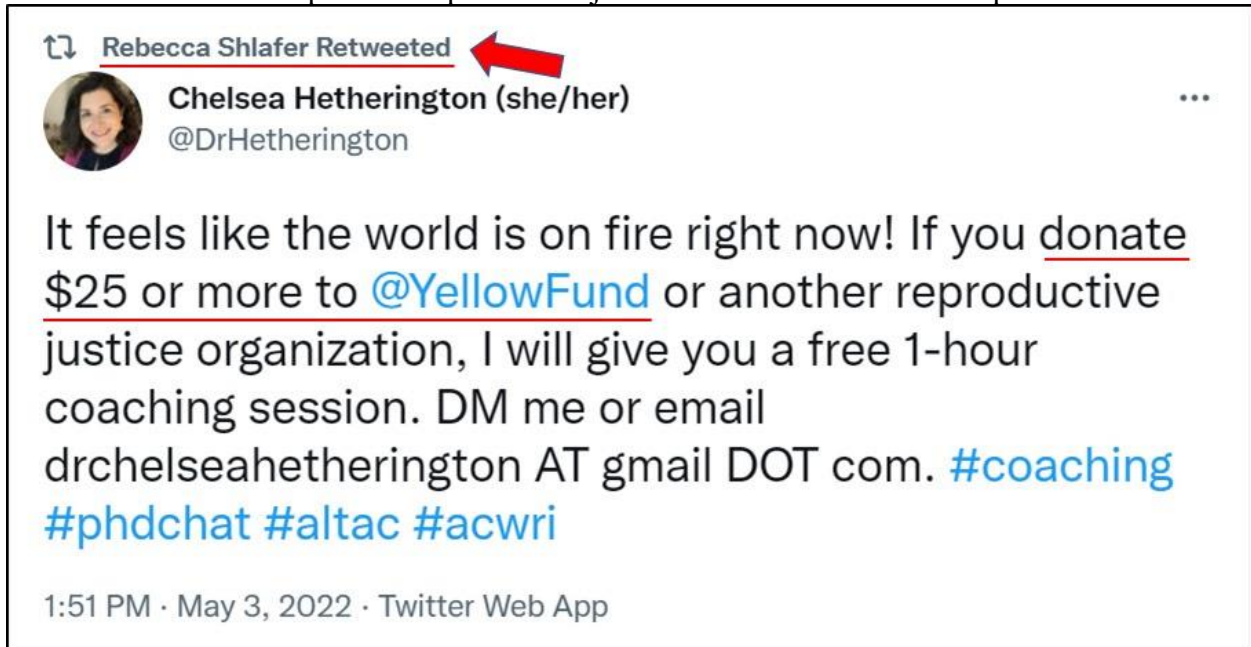 Rebecca Shlafer Retweeted
Chelsea Hetherington (she/her)
@DrHetherington
It feels like the world is on fire right now! If you donate
$25 or more to @YellowFund or another reproductive
justice organization, I will give you a free 1-hour
coaching session. DM me or email
drchelseahetherington AT gmail DOT com. #coaching
#phdchat #altac #acwri
1:51 PM · May 3, 2022 · Twitter Web App